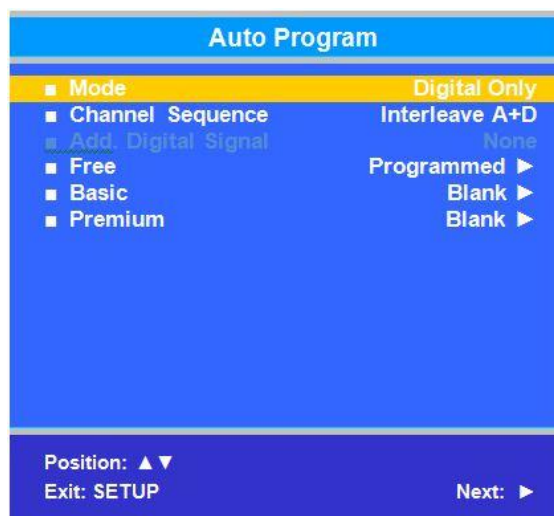 Auto Program
■ Mode Digital Only
■ Channel Sequence Interleave A+D
■ Add. Digital Signal None
■ Free Programmed ►
■ Basic Blank ►
■ Premium Blank ►
Position: ▲▼
Exit: SETUP Next: ►